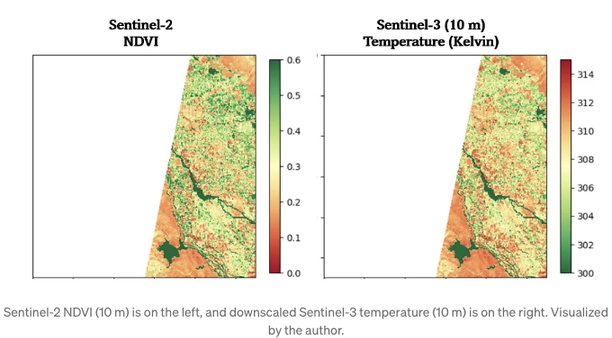 Sentinel-2
NDVI
Sentinel-3 (10 m)
Temperature (Kelvin)
0.6
0.5
0.4
0.3
0.2
0.1
0.0
314
312
310
308
306
304
302
300
Sentinel-2 NDVI (10 m) is on the left, and downscaled Sentinel-3 temperature (10 m) is on the right. Visualized
by the author.